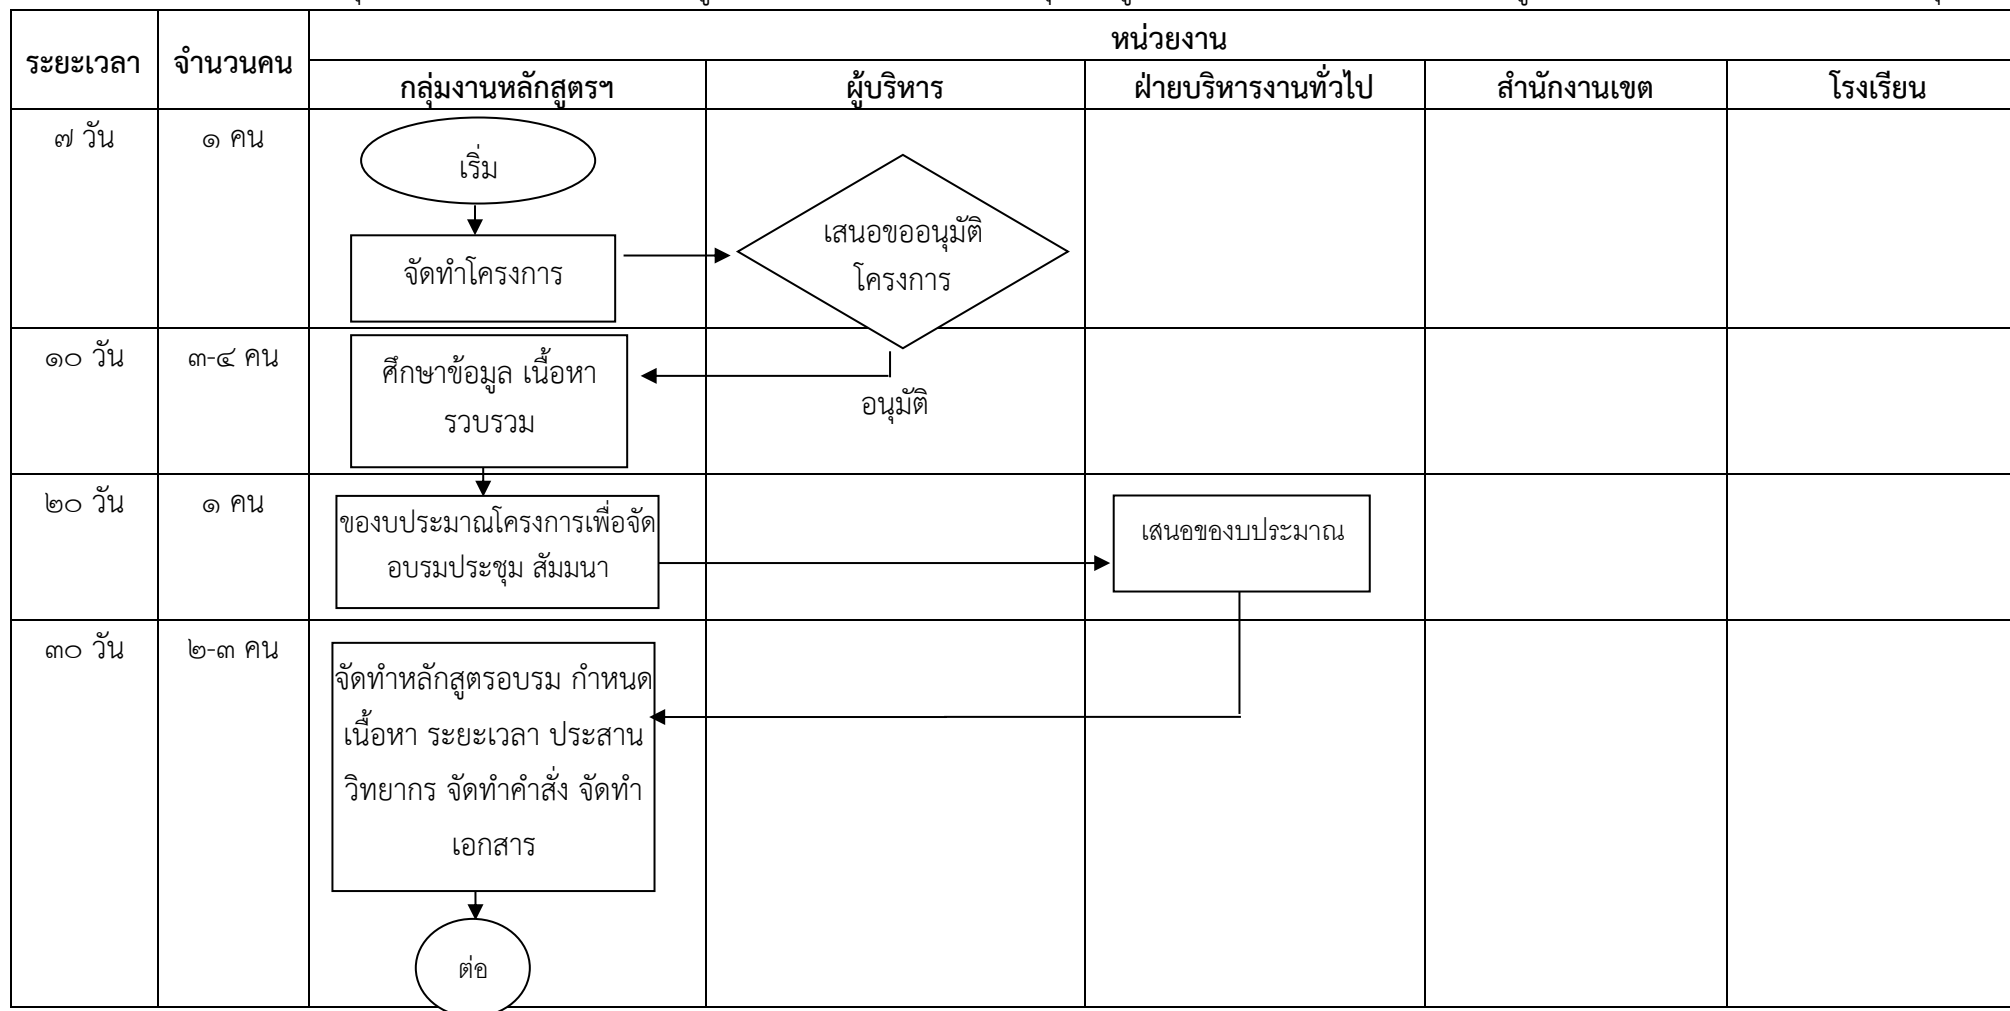 หน่วยงาน
ระยะเวลา จำนวนคน
กลุ่มงานหลักสูตรฯ ผู้บริหาร ฝ่ายบริหารงานทั่วไป สำนักงานเขต โรงเรียน
๗ วัน ๑ คน
เริ่ม
จัดทำโครงการ
เสนอขออนุมัติ
โครงการ
๑๐ วัน ๓-๔ คน
ศึกษาข้อมูล เนื้อหา
รวบรวม
อนุมัติ
๒๐ วัน ๑ คน
ของบประมาณโครงการเพื่อจัด
อบรมประชุม สัมมนา
เสนอของบประมาณ
๓๐ วัน ๒-๓ คน
จัดทำหลักสูตรอบรม กำหนด
เนื้อหา ระยะเวลา ประสาน
วิทยากร จัดทำคำสั่ง จัดทำ
เอกสาร
ต่อ